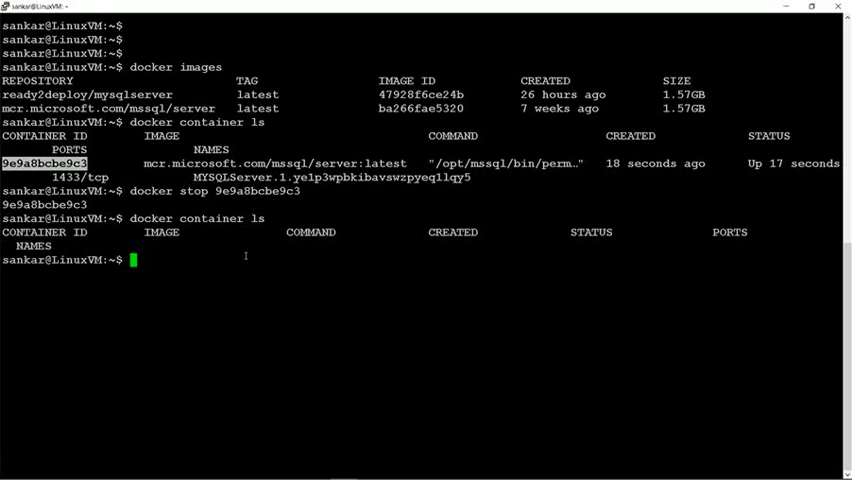 sankar@LinuxVM: ~
sankar@LinuxVM:~$
sankar@LinuxVM:~$
sankar@LinuxVM:~$
sankar@LinuxVM:~$ docker images
REPOSITORY TAG IMAGE ID CREATED SIZE
ready2deploy/mysqlserver latest 47928f6ce24b 26 hours ago 1.57GB
mcr.microsoft.com/mssql/server latest ba266fae5320 7 weeks ago 1.57GB
sankar@LinuxVM:~$ docker container ls
CONTAINER ID IMAGE COMMAND CREATED STATUS
PORTS NAMES
9e9a8bcbe9c3 mcr.microsoft.com/mssql/server:latest "/opt/mssql/bin/perm…" 18 seconds ago Up 17 seconds
1433/tcp MYSQLServer.1.ye1p3wpbkibavswzpyeq1lqy5
sankar@LinuxVM:~$ docker stop 9e9a8bcbe9c3
9e9a8bcbe9c3
sankar@LinuxVM:~$ docker container ls
CONTAINER ID IMAGE COMMAND CREATED STATUS PORTS
NAMES
sankar@LinuxVM:~$